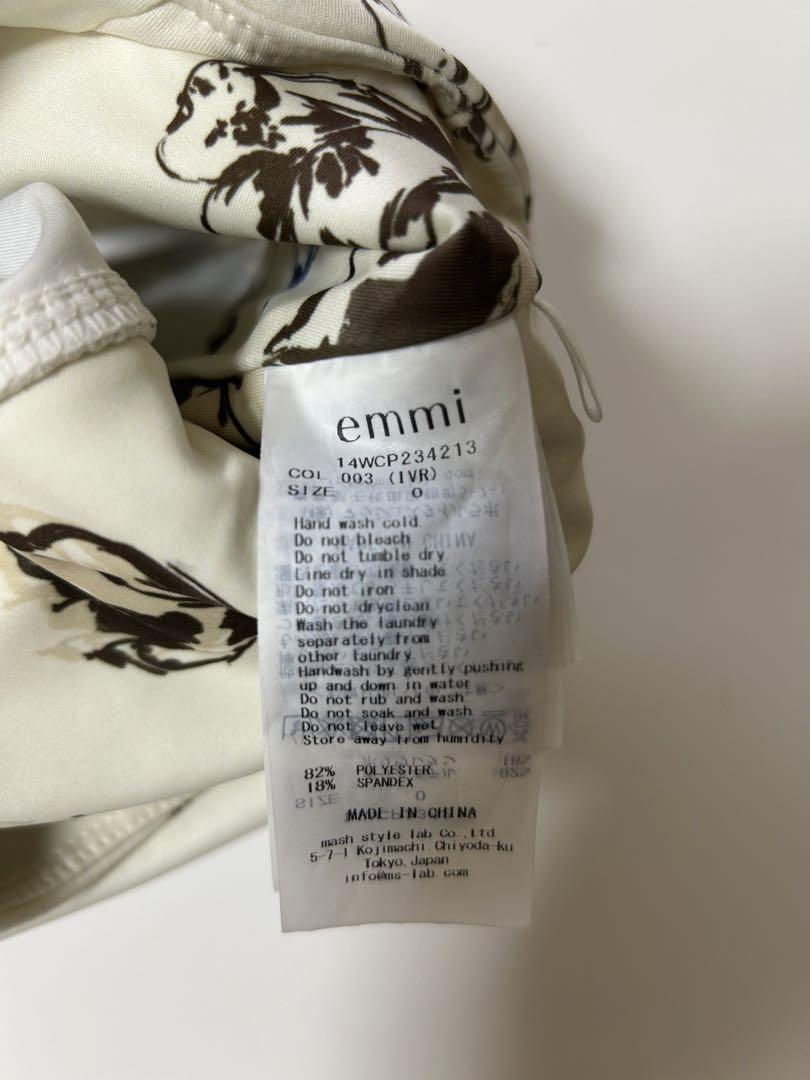 emmi
14WCP234213
COL 003 (IVR)
SIZE 0
Hand wash cold
Do not bleach
Do not tumble dry
Line dry in shade
Do not iron
Do not dryclean
Wash the laundry
separately from
other laundry.
Handwash by gently pushing
up and down in water
Do not rub and wash
Do not soak and wash
Do not leave wet
Store away from humidity
82% POLYESTER
18% SPANDEX
MADE IN CHINA
mash style lab Co.,Ltd
5-7-1 Kojimachi Chiyoda-ku
Tokyo, Japan
info@ms-lab.com